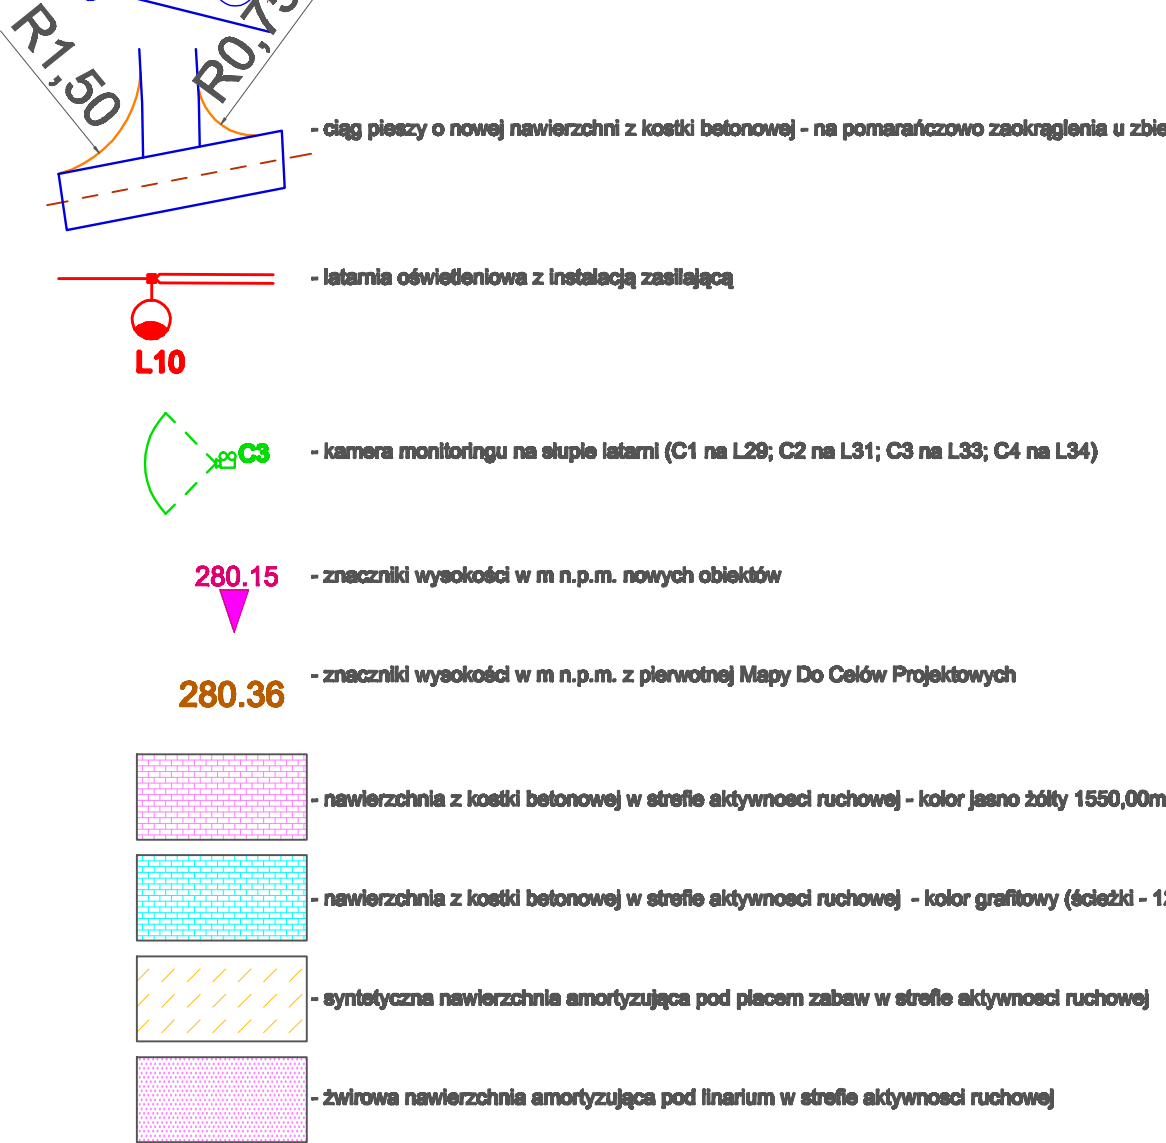 R1,50
R0,75
- ciąg pieszy o nowej nawierzchni z kostki betonowej - na pomarańczowo zaokrąglenia u zbie
- latarnia oświetleniowa z instalacją zasilającą
L10
C3
- kamera monitoringu na słupie latarni (C1 na L29; C2 na L31; C3 na L33; C4 na L34)
280.15
- znaczniki wysokości w m n.p.m. nowych obiektów
280.36
- znaczniki wysokości w m n.p.m. z pierwotnej Mapy Do Celów Projektowych
- nawierzchnia z kostki betonowej w strefie aktywnosci ruchowej - kolor jasno żółty 1550,00m
- nawierzchnia z kostki betonowej w strefie aktywnosci ruchowej - kolor grafitowy (ścieżki - 12
- syntetyczna nawierzchnia amortyzująca pod placem zabaw w strefie aktywnosci ruchowej
- żwirowa nawierzchnia amortyzująca pod linarium w strefie aktywnosci ruchowej